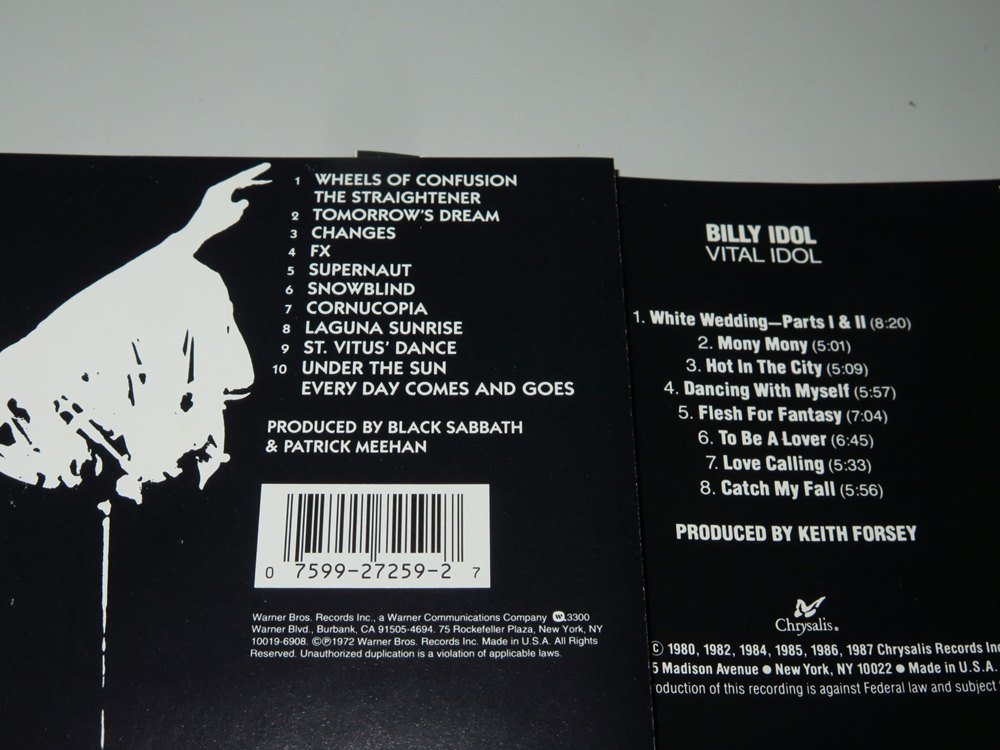 1 WHEELS OF CONFUSION
THE STRAIGHTENER
2 TOMORROW'S DREAM
3 CHANGES
4 FX
5 SUPERNAUT
6 SNOWBLIND
7 CORNUCOPIA
8 LAGUNA SUNRISE
9 ST. VITUS' DANCE
10 UNDER THE SUN
EVERY DAY COMES AND GOES
PRODUCED BY BLACK SABBATH
& PATRICK MEEHAN
0 7599-27259-2 7
Warner Bros. Records Inc., a Warner Communications Company W 3300
Warner Blvd., Burbank, CA 91505-4694. 75 Rockefeller Plaza, New York, NY
10019-6908. ©℗1972 Warner Bros. Records Inc. Made in U.S.A. All Rights
Reserved. Unauthorized duplication is a violation of applicable laws.
BILLY IDOL
VITAL IDOL
1. White Wedding—Parts I & II (8:20)
2. Mony Mony (5:01)
3. Hot In The City (5:09)
4. Dancing With Myself (5:57)
5. Flesh For Fantasy (7:04)
6. To Be A Lover (6:45)
7. Love Calling (5:33)
8. Catch My Fall (5:56)
PRODUCED BY KEITH FORSEY
Chrysalis®
© 1980, 1982, 1984, 1985, 1986, 1987 Chrysalis Records Inc
5 Madison Avenue ● New York, NY 10022 ● Made in U.S.A.
oduction of this recording is against Federal law and subject